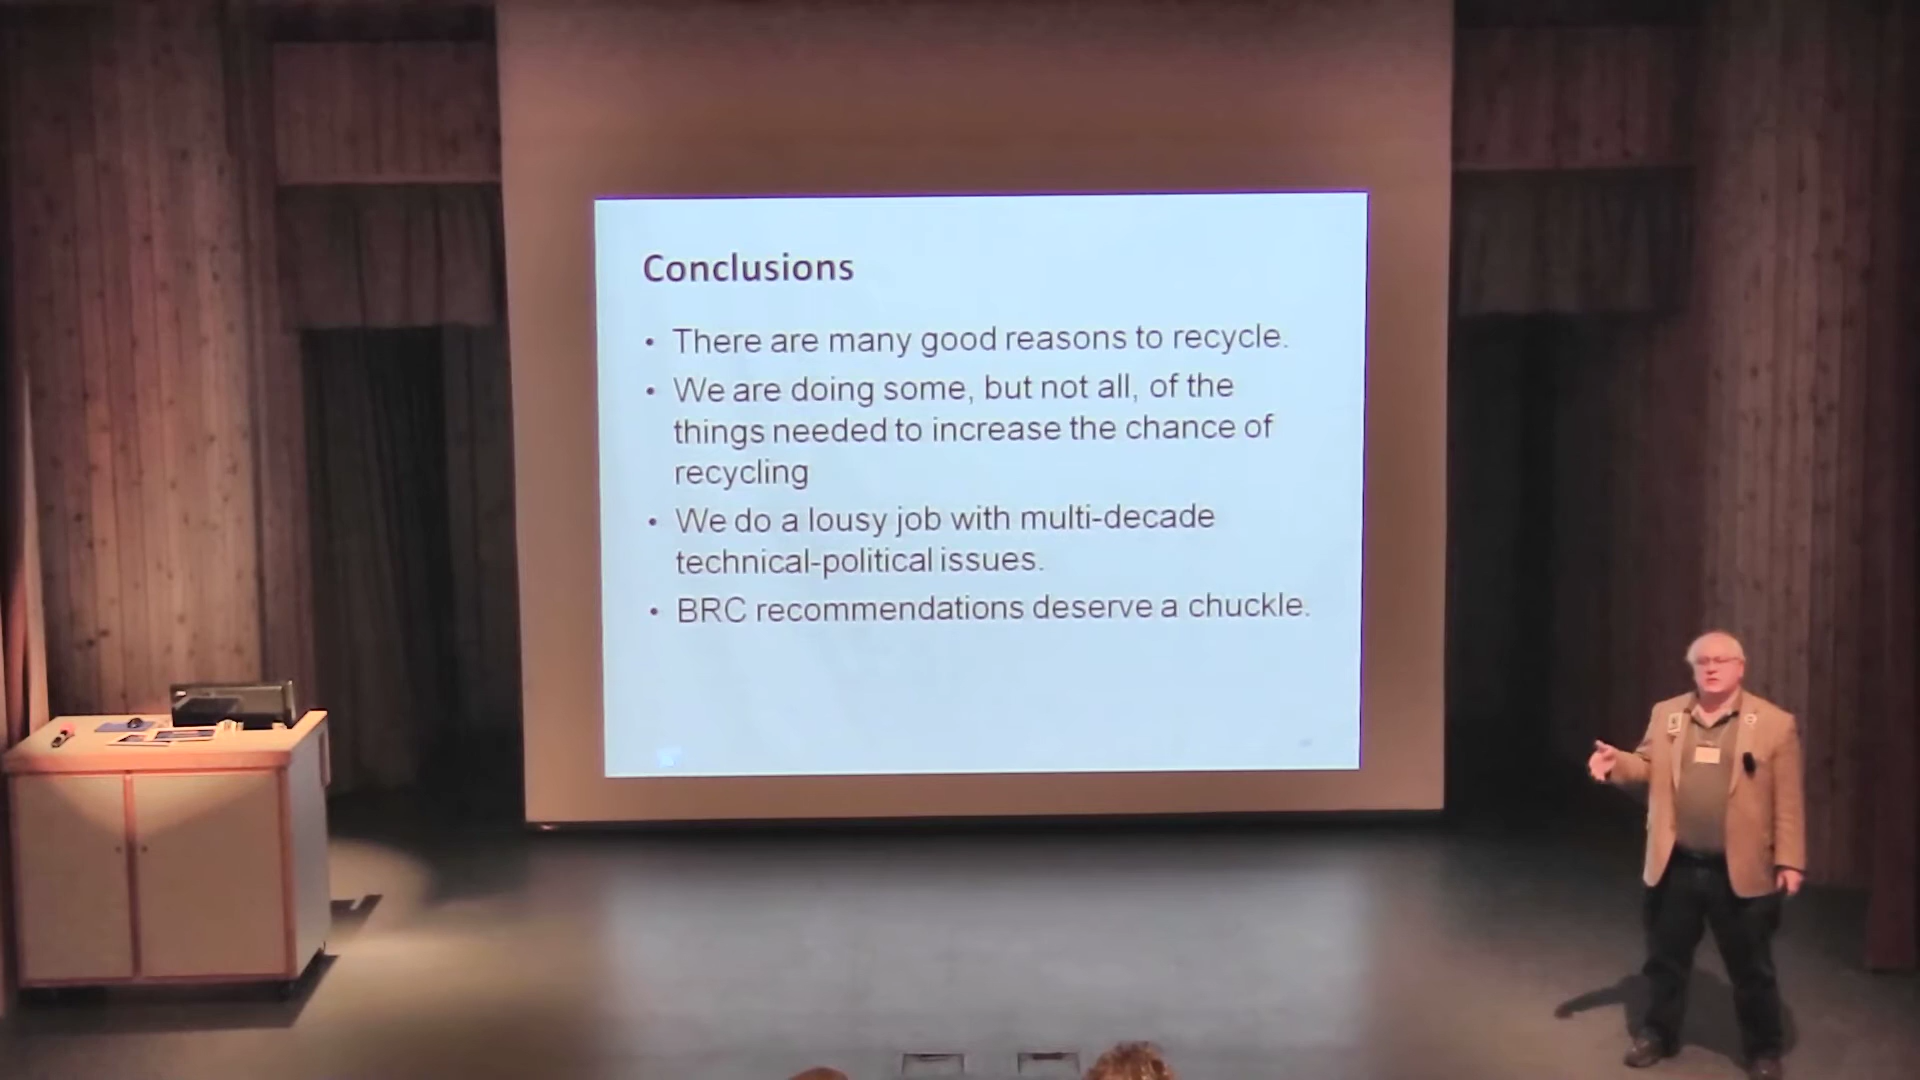 Conclusions
• There are many good reasons to recycle.
• We are doing some, but not all, of the
things needed to increase the chance of
recycling
• We do a lousy job with multi-decade
technical-political issues.
• BRC recommendations deserve a chuckle.